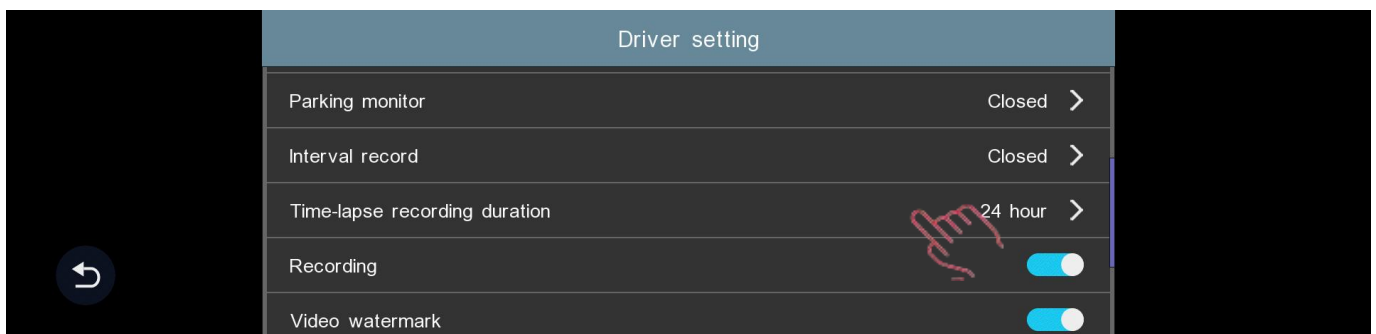 Driver setting
Parking monitor Closed
Interval record Closed
Time-lapse recording duration 24 hour
Recording
Video watermark